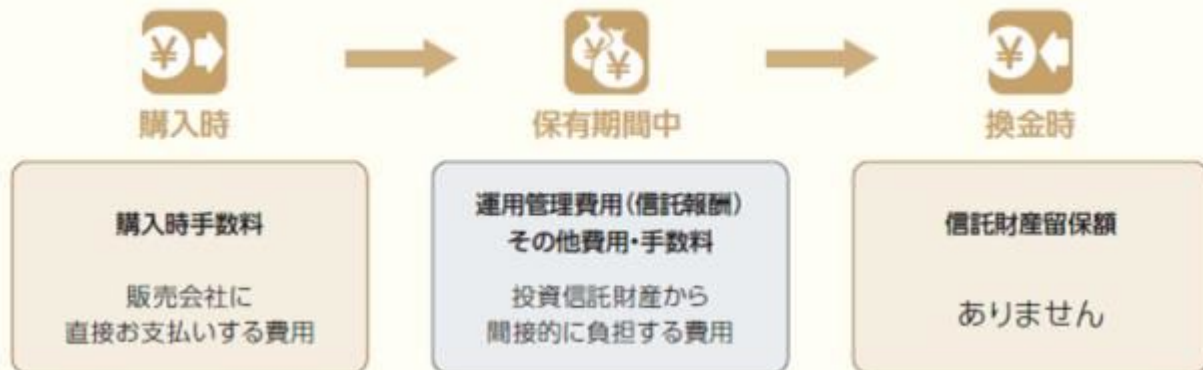 ¥
¥
¥
¥
購入時
保有期間中
換金時
購入時手数料
販売会社に
直接お支払いする費用
運用管理費用(信託報酬)
その他費用・手数料
投資信託財産から
間接的に負担する費用
信託財産留保額
ありません